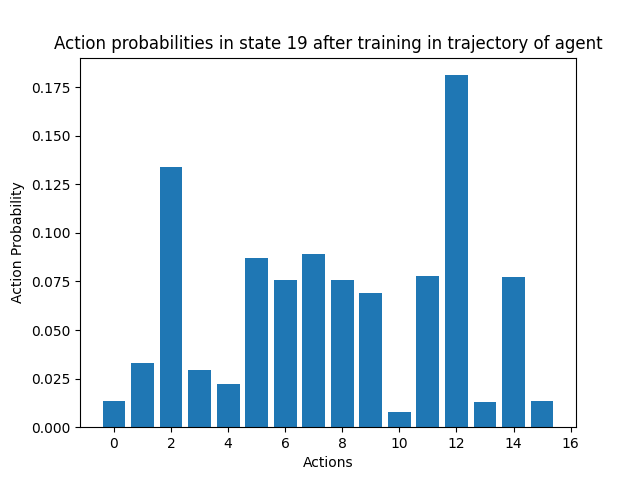 Action probabilities in state 19 after training in trajectory of agent
0.175
0.150
0.125
0.100
0.075
0.050
0.025
0.000
Action Probability
0 2 4 6 8 10 12 14 16
Actions